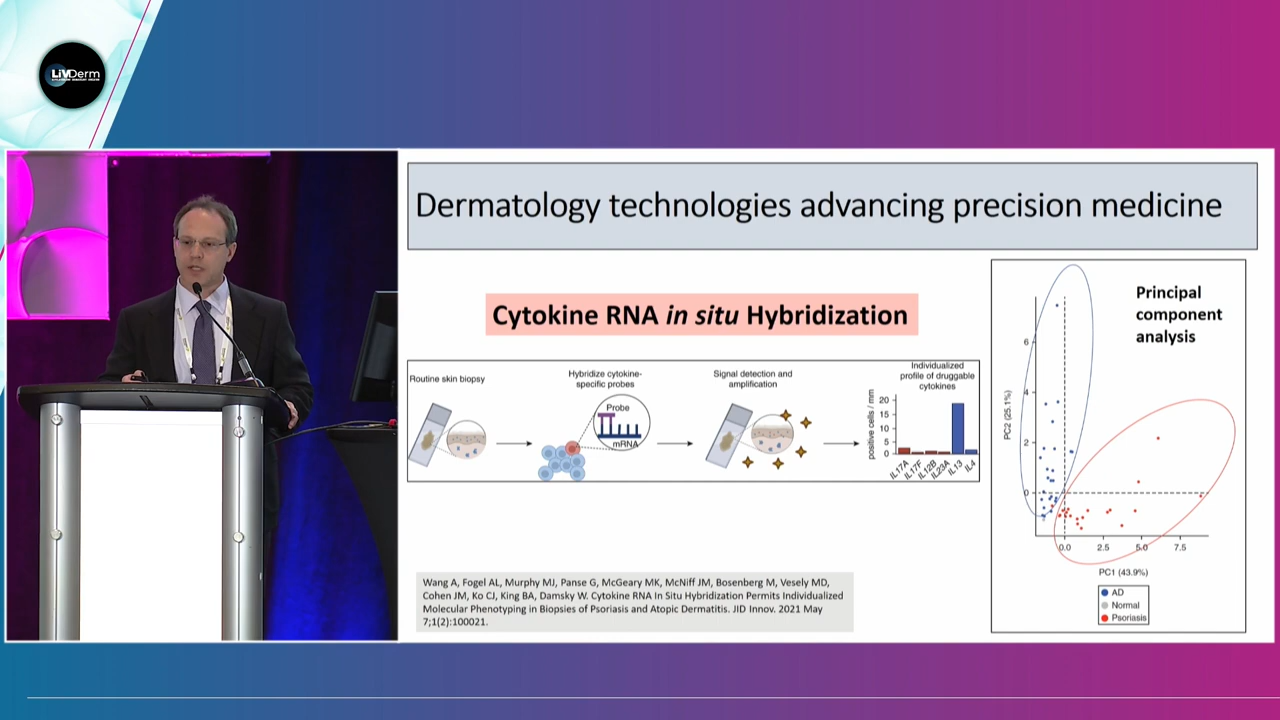 LiVDerm
Dermatology technologies advancing precision medicine
Cytokine RNA in situ Hybridization
Routine skin biopsy
Hybridize cytokine-
specific probes
Probe
mRNA
Signal detection and
amplification
Individualized
profile of druggable
cytokines
positive cells / mm
20
15
10
5
0
IL17A
IL17F
IL12B
IL23A
IL13
IL4
Principal
component
analysis
PC2 (25.1%)
6
4
2
0
0.0 2.5 5.0 7.5
PC1 (43.9%)
AD
Normal
Psoriasis
Wang A, Fogel AL, Murphy MJ, Panse G, McGeary MK, McNiff JM, Bosenberg M, Vesely MD,
Cohen JM, Ko CJ, King BA, Damsky W. Cytokine RNA In Situ Hybridization Permits Individualized
Molecular Phenotyping in Biopsies of Psoriasis and Atopic Dermatitis. JID Innov. 2021 May
7;1(2):100021.